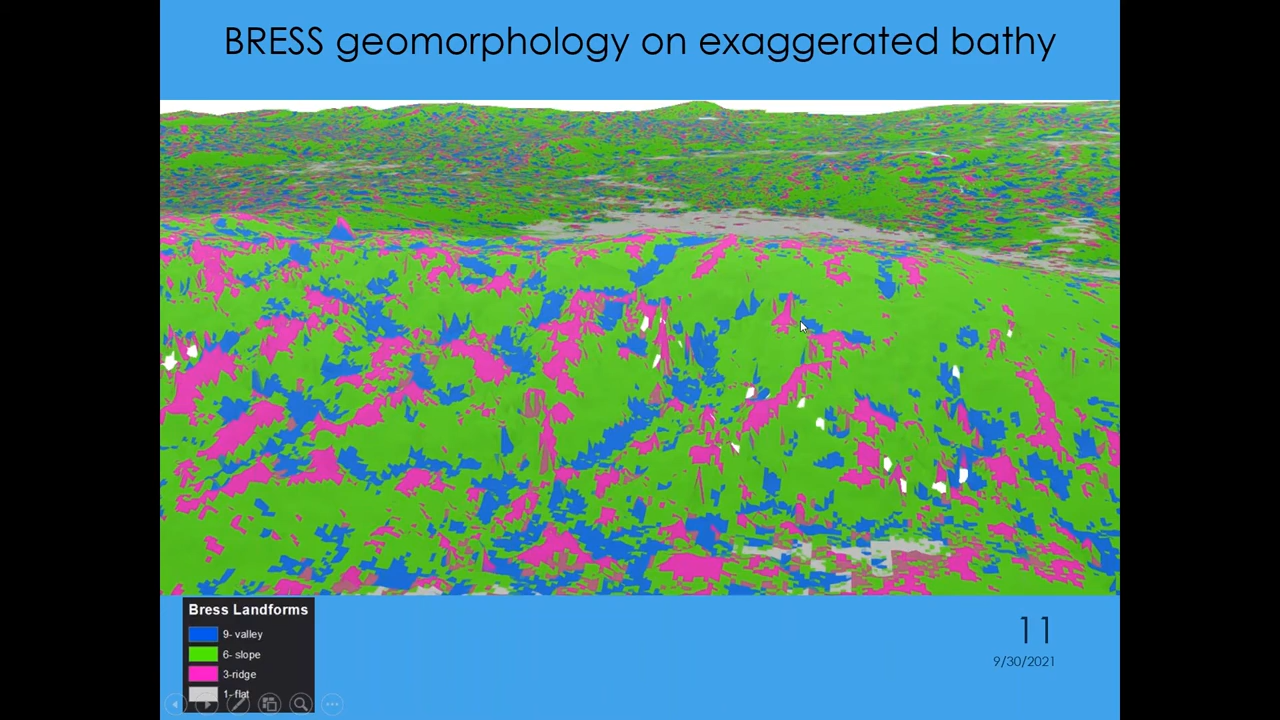 BRESS geomorphology on exaggerated bathy
Bress Landforms
9- valley
6- slope
3-ridge
1- flat
11
9/30/2021